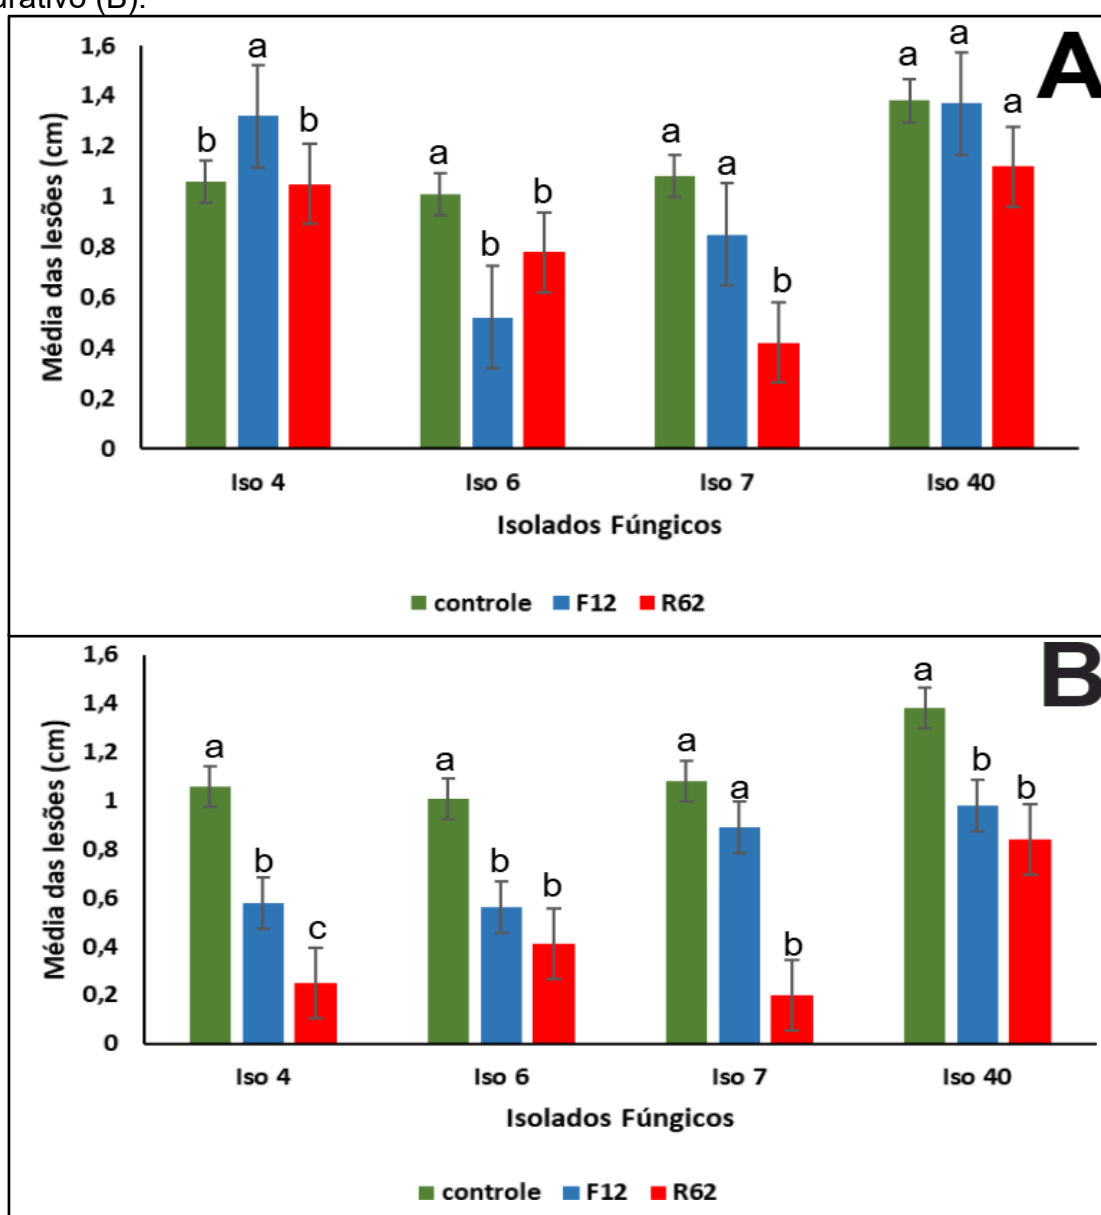 (B).
A
a
a
a
1,6
a
a
a
a
b
b
1,4
a
b
b
b
1,2
1
0,8
0,6
0,4
0,2
0
Média das lesões (cm)
Iso 4 Iso 6 Iso 7 Iso 40
Isolados Fúngicos
controle F12 R62
B
1,6
a
1,4
a
a
a
1,2
b
a
b
1
b
b
b
0,8
c
b
0,6
0,4
0,2
0
Média das lesões (cm)
Iso 4 Iso 6 Iso 7 Iso 40
Isolados Fúngicos
controle F12 R62